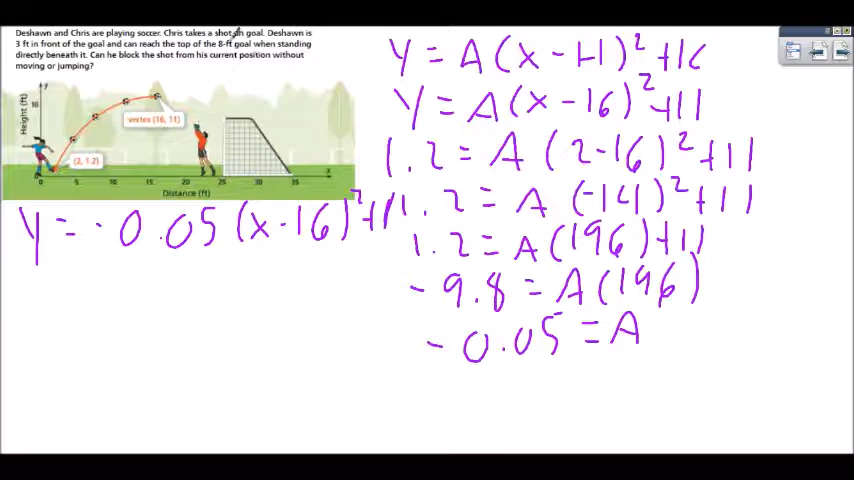 Deshawn and Chris are playing soccer. Chris takes a shot on goal. Deshawn is
3 ft in front of the goal and can reach the top of the 8-ft goal when standing
directly beneath it. Can he block the shot from his current position without
moving or jumping?
y
Height (ft)
10
vertex (16, 11)
(2, 1.2)
0 5 10 15 20 25 30 35 x
Distance (ft)
y = -0.05(x-16)²+11
y = A(x-H)²+K
y = A(x-16)²+11
1.2 = A(2-16)²+11
1.2 = A(-14)²+11
1.2 = A(196)+11
-9.8 = A(196)
-0.05 = A